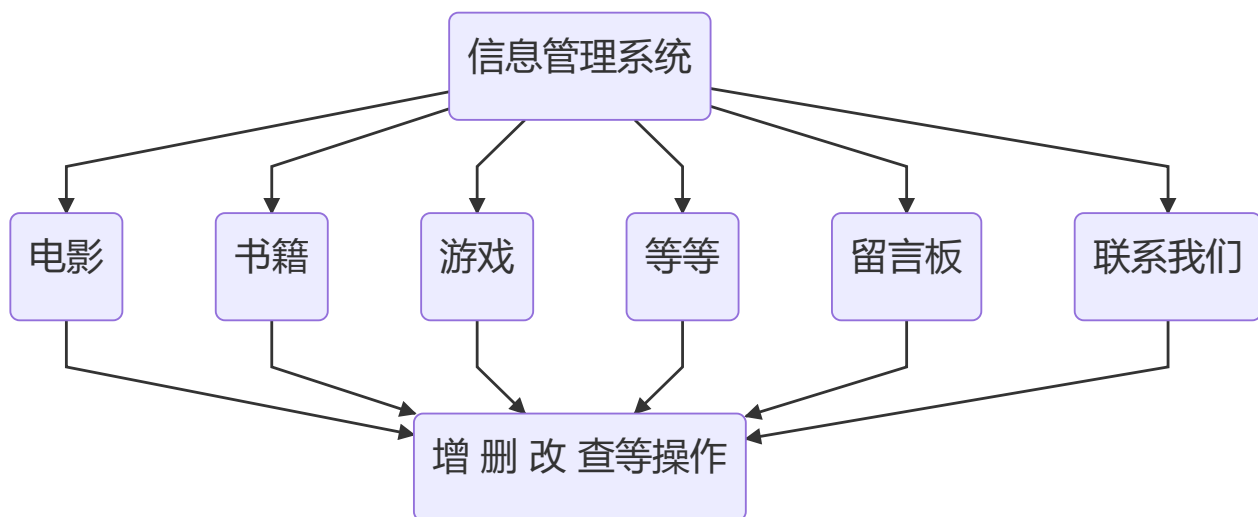 信息管理系统
电影
书籍
游戏
等等
留言板
联系我们
增 删 改 查等操作